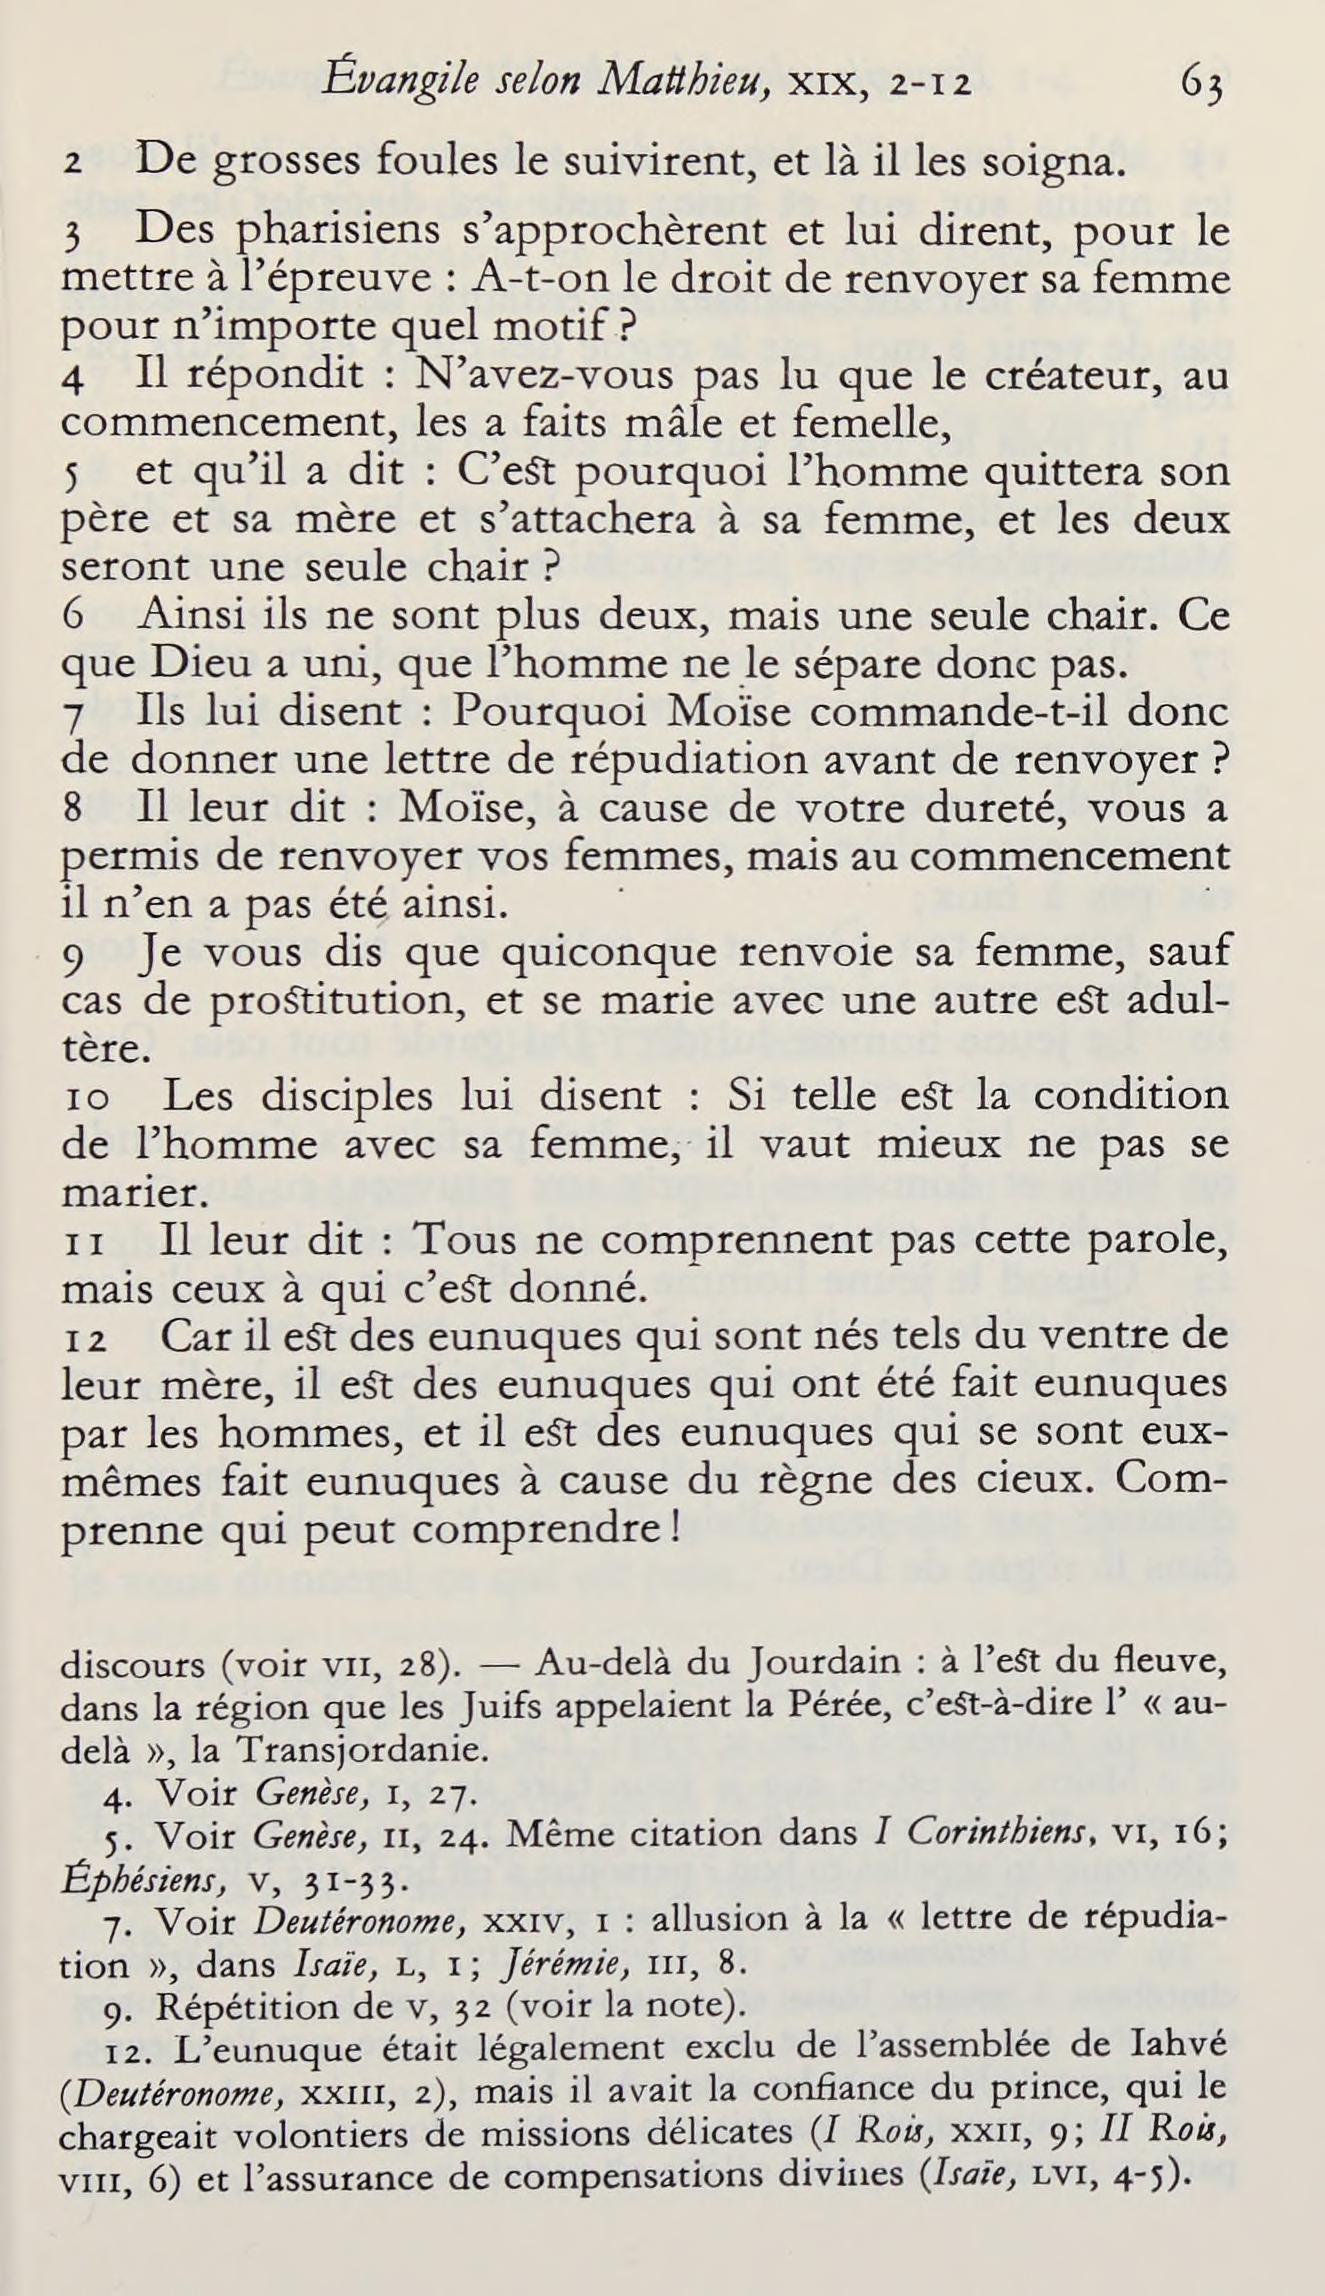 Évangile selon Matthieu, XIX, 2-12 63
2 De grosses foules le suivirent, et là il les soigna.
3 Des pharisiens s’approchèrent et lui dirent, pour le
mettre à l’épreuve : A-t-on le droit de renvoyer sa femme
pour n’importe quel motif ?
4 Il répondit : N’avez-vous pas lu que le créateur, au
commencement, les a faits mâle et femelle,
5 et qu’il a dit : C’est pourquoi l’homme quittera son
père et sa mère et s’attachera à sa femme, et les deux
seront une seule chair ?
6 Ainsi ils ne sont plus deux, mais une seule chair. Ce
que Dieu a uni, que l’homme ne le sépare donc pas.
7 Ils lui disent : Pourquoi Moïse commande-t-il donc
de donner une lettre de répudiation avant de renvoyer ?
8 Il leur dit : Moïse, à cause de votre dureté, vous a
permis de renvoyer vos femmes, mais au commencement
il n’en a pas été ainsi.
9 Je vous dis que quiconque renvoie sa femme, sauf
cas de prostitution, et se marie avec une autre est adul-
tère.
10 Les disciples lui disent : Si telle est la condition
de l’homme avec sa femme, il vaut mieux ne pas se
marier.
11 Il leur dit : Tous ne comprennent pas cette parole,
mais ceux à qui c’est donné.
12 Car il est des eunuques qui sont nés tels du ventre de
leur mère, il est des eunuques qui ont été fait eunuques
par les hommes, et il est des eunuques qui se sont eux-
mêmes fait eunuques à cause du règne des cieux. Com-
prenne qui peut comprendre !
discours (voir VII, 28). — Au-delà du Jourdain : à l’est du fleuve,
dans la région que les Juifs appelaient la Pérée, c’est-à-dire l’ « au-
delà », la Transjordanie.
4. Voir Genèse, I, 27.
5. Voir Genèse, II, 24. Même citation dans I Corinthiens, VI, 16;
Éphésiens, V, 31-33.
7. Voir Deutéronome, XXIV, 1 : allusion à la « lettre de répudia-
tion », dans Isaïe, L, 1; Jérémie, III, 8.
9. Répétition de V, 32 (voir la note).
12. L’eunuque était légalement exclu de l’assemblée de Iahvé
(Deutéronome, XXIII, 2), mais il avait la confiance du prince, qui le
chargeait volontiers de missions délicates (I Rois, XXII, 9; II Rois,
VIII, 6) et l’assurance de compensations divines (Isaïe, LVI, 4-5).